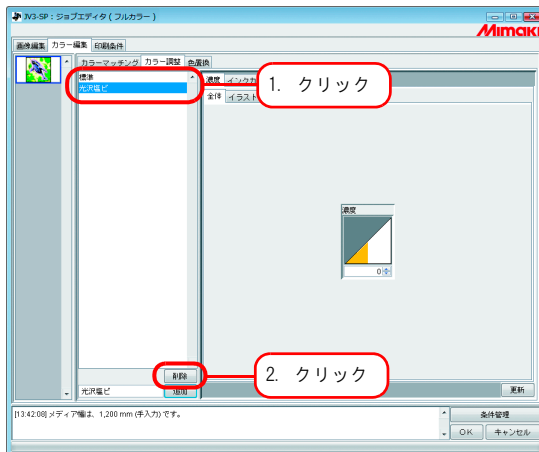 JV3-SP：ジョブエディタ ( フルカラー )
Mimaki
画像編集 カラー編集 印刷条件
カラーマッチング カラー調整 色置換
標準
光沢塩ビ
濃度 インクカ
全体 イラスト
1. クリック
濃度
0
削除
2. クリック
光沢塩ビ 追加
更新
[13:42:08] メディア幅は、1,200 mm (手入力) です。
条件管理
OK キャンセル